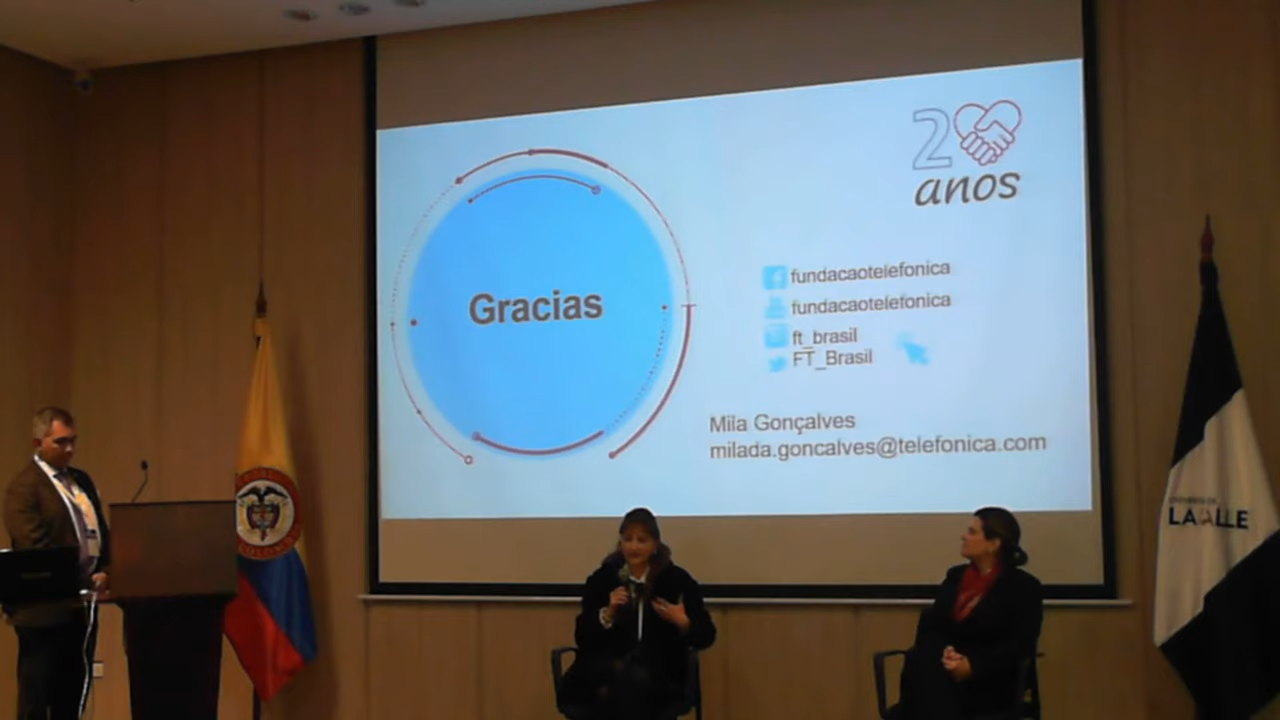 20
anos
Gracias
fundacaotelefonica
fundacaotelefonica
ft_brasil
FT_Brasil
Mila Gonçalves
milada.goncalves@telefonica.com
LA SALLE